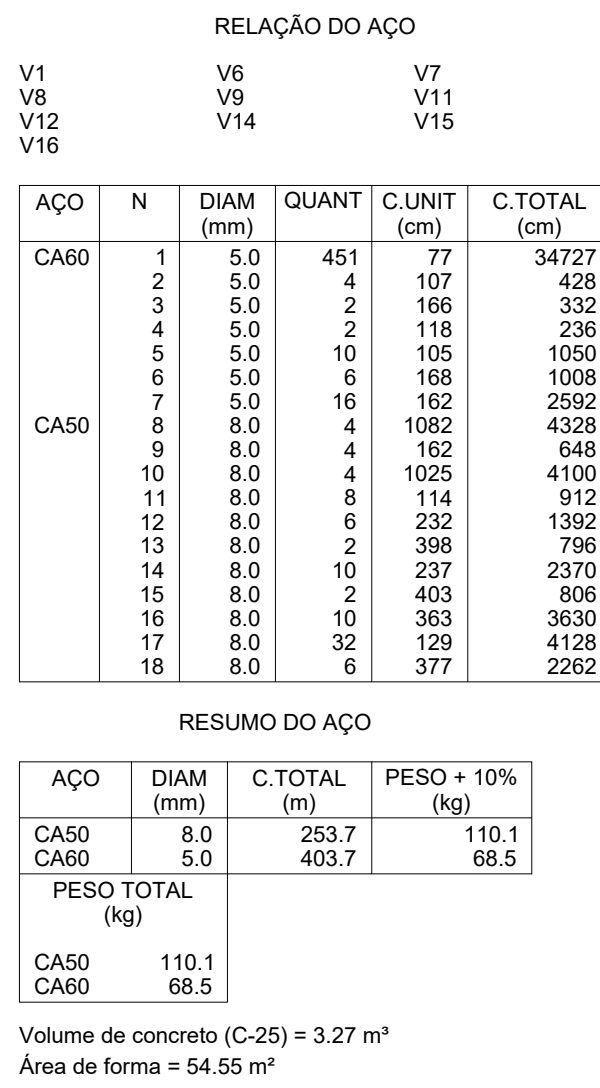 RELAÇÃO DO AÇO
V1 V6 V7
V8 V9 V11
V12 V14 V15
V16
AÇO N DIAM QUANT C.UNIT C.TOTAL
(mm) (cm) (cm)
CA60 1 5.0 451 77 34727
2 5.0 4 107 428
3 5.0 2 166 332
4 5.0 2 118 236
5 5.0 10 105 1050
6 5.0 6 168 1008
7 5.0 16 162 2592
CA50 8 8.0 4 1082 4328
9 8.0 4 162 648
10 8.0 4 1025 4100
11 8.0 8 114 912
12 8.0 6 232 1392
13 8.0 2 398 796
14 8.0 10 237 2370
15 8.0 2 403 806
16 8.0 10 363 3630
17 8.0 32 129 4128
18 8.0 6 377 2262
RESUMO DO AÇO
AÇO DIAM C.TOTAL PESO + 10%
(mm) (m) (kg)
CA50 8.0 253.7 110.1
CA60 5.0 403.7 68.5
PESO TOTAL
(kg)
CA50 110.1
CA60 68.5
Volume de concreto (C-25) = 3.27 m³
Área de forma = 54.55 m²